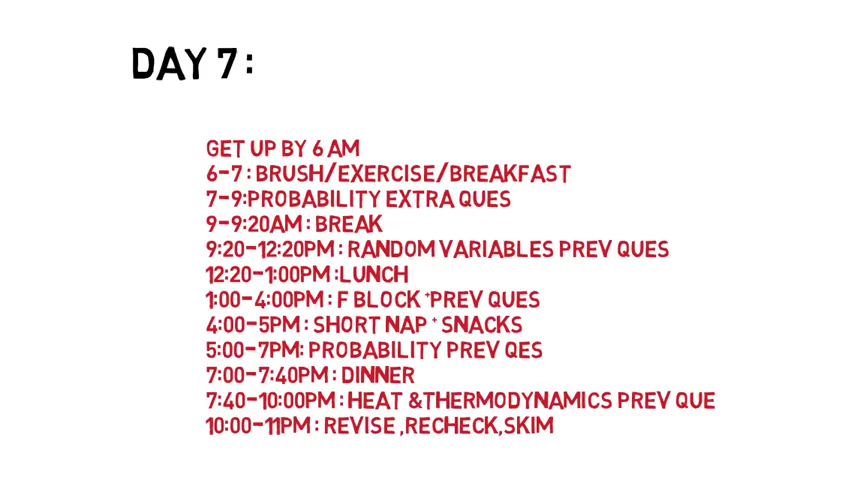 DAY 7:
GET UP BY 6 AM
6-7: BRUSH/EXERCISE/BREAKFAST
7-9:PROBABILITY EXTRA QUES
9-9:20AM: BREAK
9:20-12:20PM: RANDOM VARIABLES PREV QUES
12:20-1:00PM:LUNCH
1:00-4:00PM: F BLOCK +PREV QUES
4:00-5PM: SHORT NAP + SNACKS
5:00-7PM: PROBABILITY PREV QES
7:00-7:40PM: DINNER
7:40-10:00PM: HEAT &THERMODYNAMICS PREV QUE
10:00-11PM: REVISE ,RECHECK,SKIM